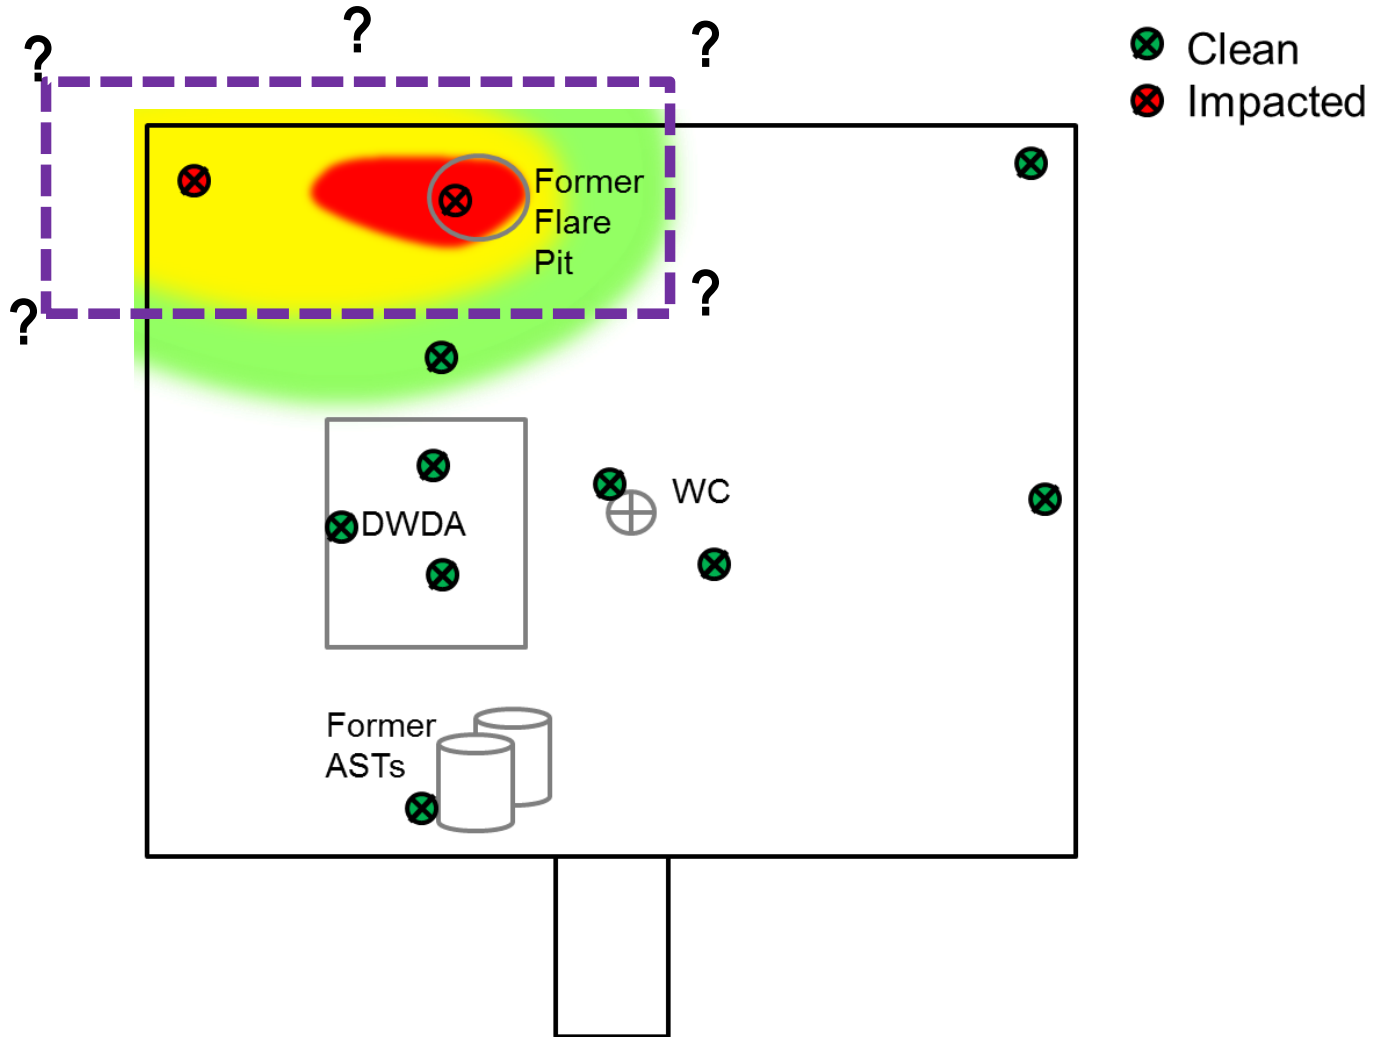 ?
?
?
Clean
Impacted
Former
Flare
Pit
?
?
WC
DWDA
Former
ASTs